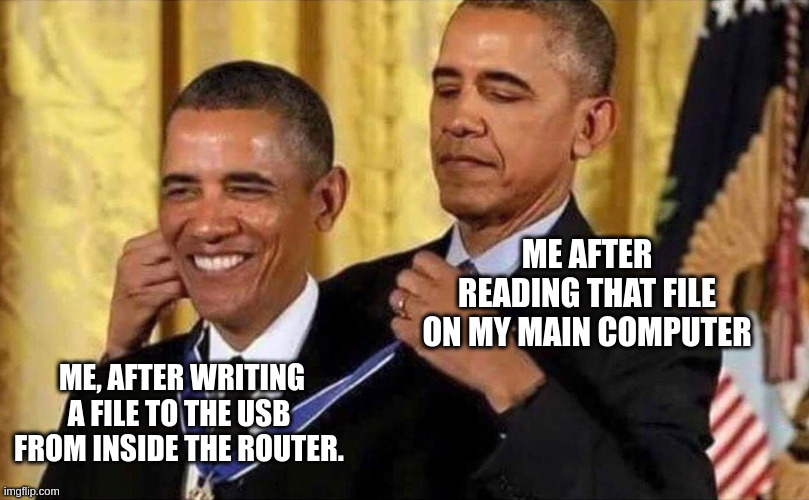 ME AFTER
READING THAT FILE
ON MY MAIN COMPUTER
ME, AFTER WRITING
A FILE TO THE USB
FROM INSIDE THE ROUTER.
imgflip.com